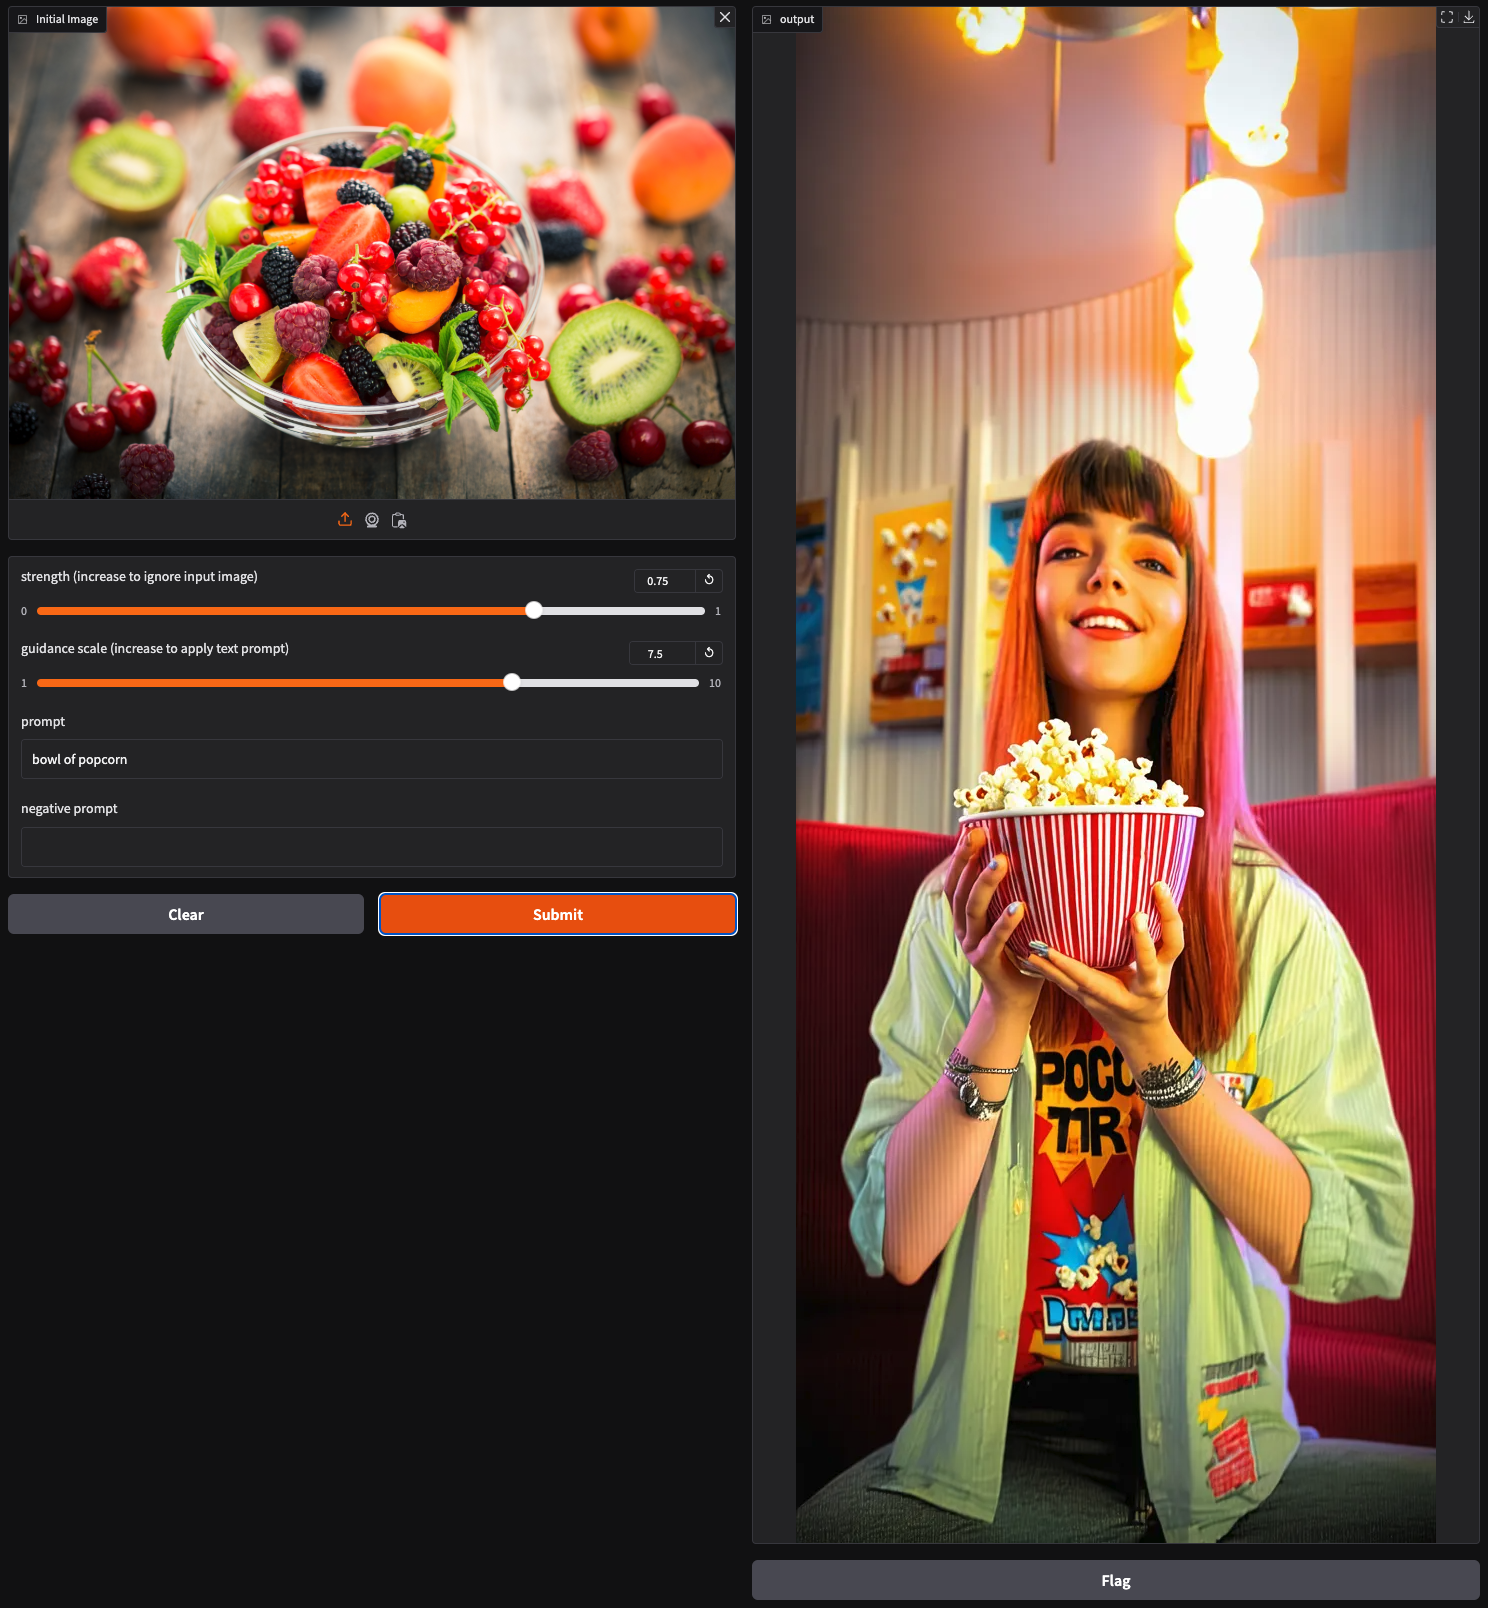 Initial Image
strength (increase to ignore input image)
0.75
0
1
guidance scale (increase to apply text prompt)
7.5
1
10
prompt
bowl of popcorn
negative prompt
Clear
Submit
output
POCC
TIR
Flag